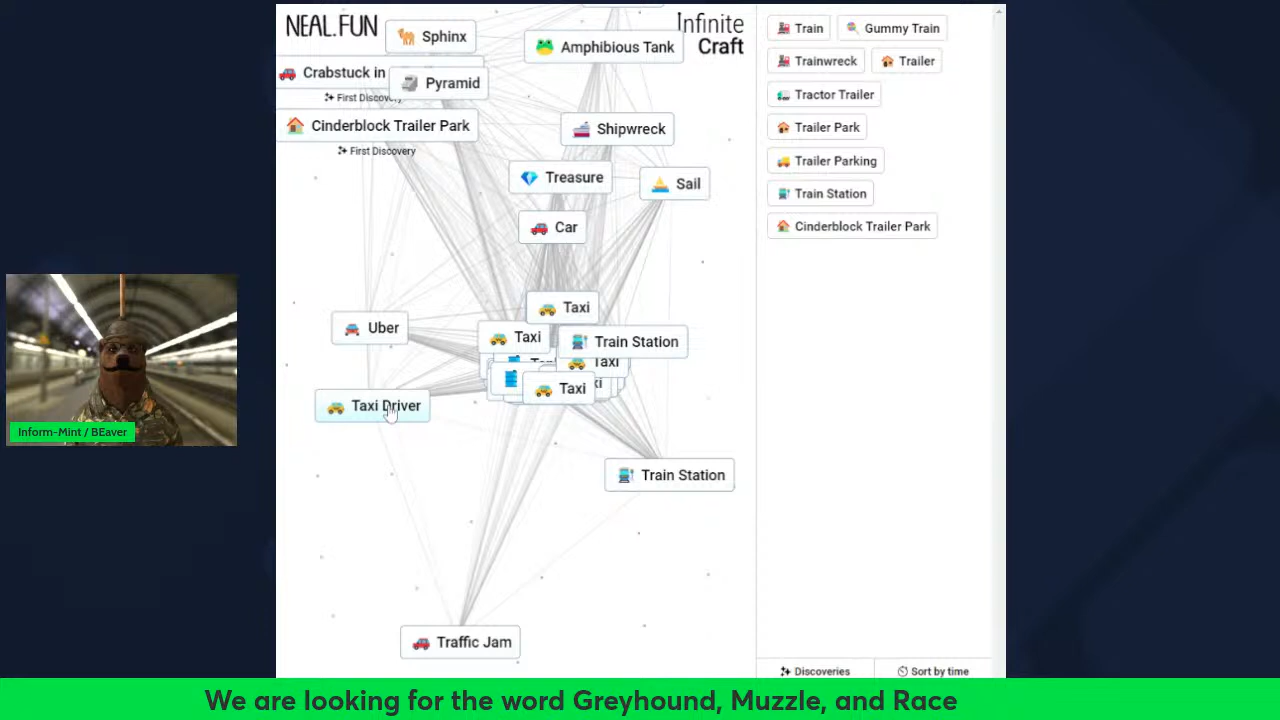 NEAL.FUN
Infinite
Craft
Sphinx
Amphibious Tank
Crabstuck in
Pyramid
First Discovery
Cinderblock Trailer Park
First Discovery
Shipwreck
Treasure
Sail
Car
Taxi
Uber
Taxi
Train Station
Taxi
Taxi
Taxi Driver
Train Station
Traffic Jam
Train
Gummy Train
Trainwreck
Trailer
Tractor Trailer
Trailer Park
Trailer Parking
Train Station
Cinderblock Trailer Park
Discoveries
Sort by time
Inform-Mint / BEaver
We are looking for the word Greyhound, Muzzle, and Race